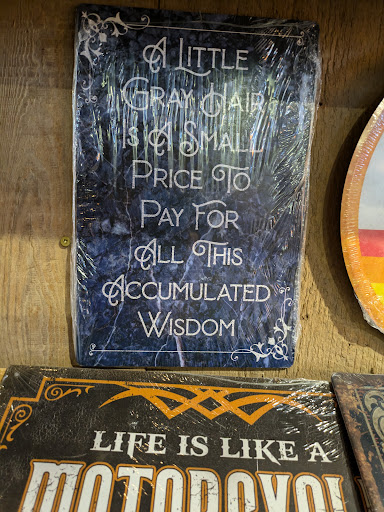 A Little
Gray Hair
Is A Small
Price To
Pay For
All This
Accumulated
Wisdom
LIFE IS LIKE A